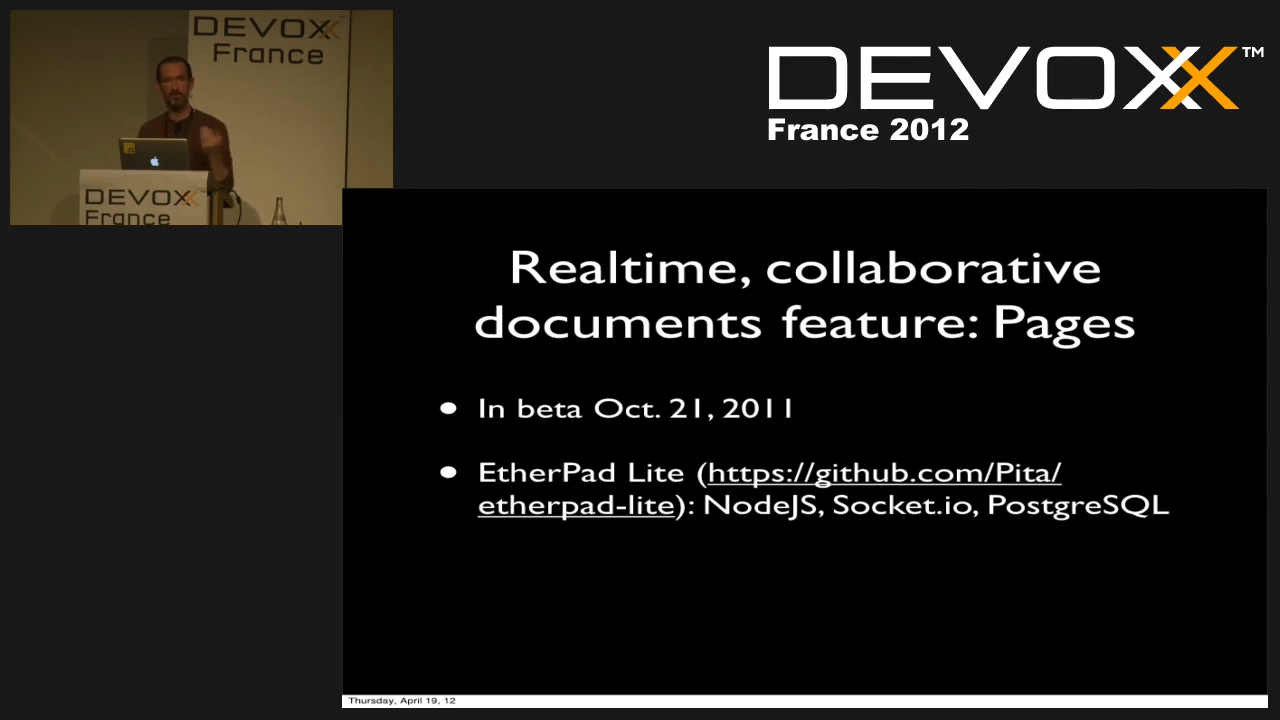 DEVOXX
France
DEVOXX
France
DEVOXX™
France 2012
Realtime, collaborative
documents feature: Pages
• In beta Oct. 21, 2011
• EtherPad Lite (https://github.com/Pita/
etherpad-lite): NodeJS, Socket.io, PostgreSQL
Thursday, April 19, 12